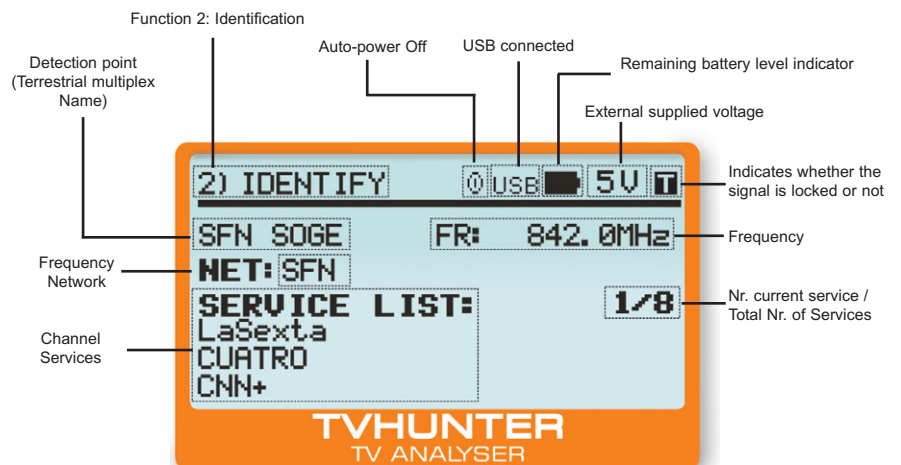 Function 2: Identification
Auto-power Off
USB connected
Remaining battery level indicator
Detection point
(Terrestrial multiplex
Name)
External supplied voltage
2) IDENTIFY
USB
5V
T
Indicates whether the
signal is locked or not
SFN SOGE
FR: 842.0MHz
Frequency
Frequency
Network
NET: SFN
SERVICE LIST:
1/8
Nr. current service /
Total Nr. of Services
Channel
Services
LaSexta
CUATRO
CNN+
TVHUNTER
TV ANALYSER